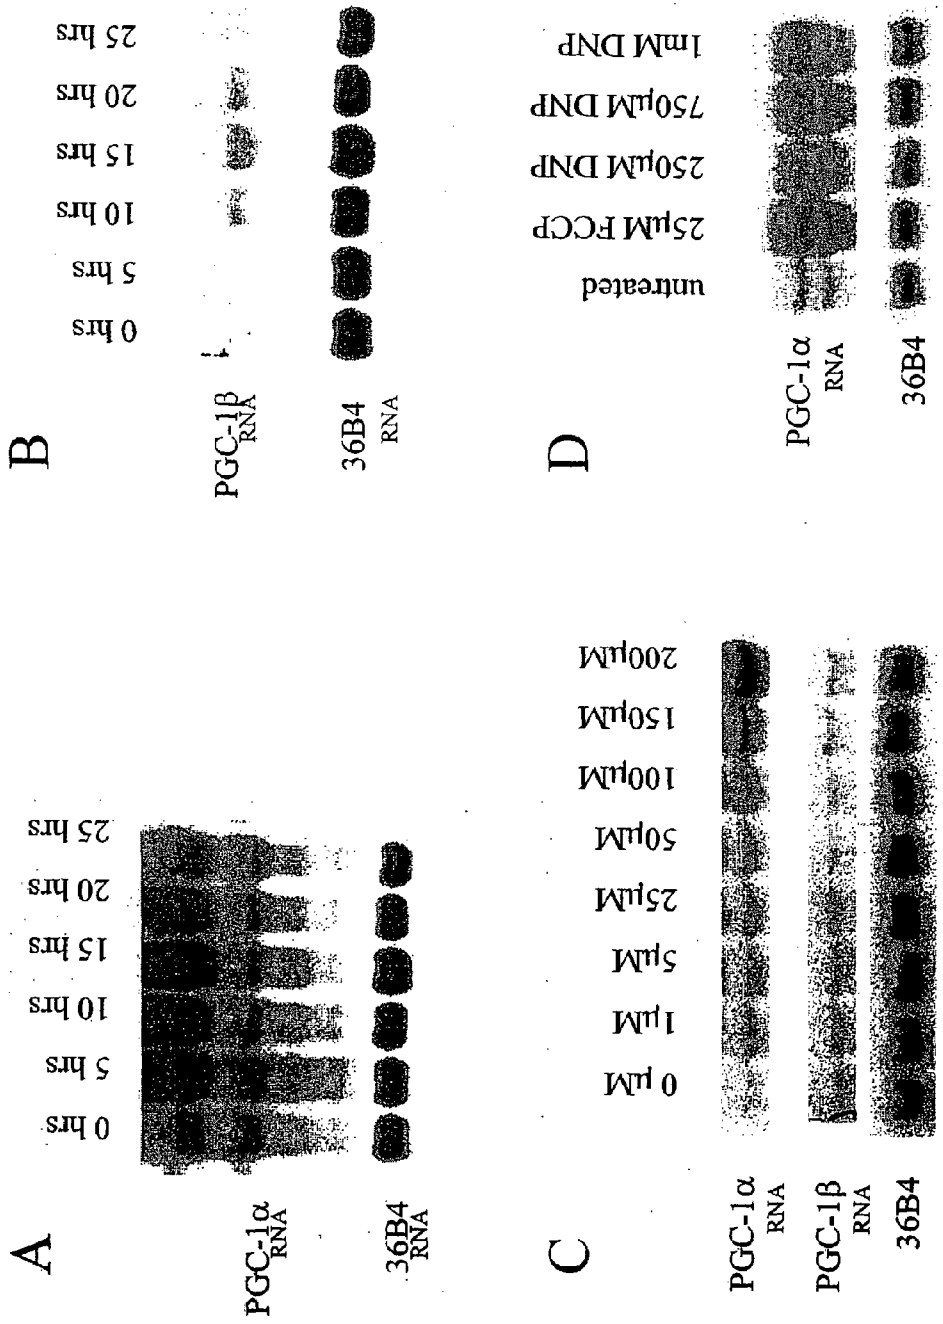 A
0 hrs
5 hrs
10 hrs
15 hrs
20 hrs
25 hrs
PGC-1α
RNA
36B4
RNA
B
0 hrs
5 hrs
10 hrs
15 hrs
20 hrs
25 hrs
PGC-1β
RNA
36B4
RNA
C
0 µM
1µM
5µM
25µM
50µM
100µM
150µM
200µM
PGC-1α
RNA
PGC-1β
RNA
36B4
D
untreated
25µM FCCP
250µM DNP
750µM DNP
1mM DNP
PGC-1α
RNA
36B4